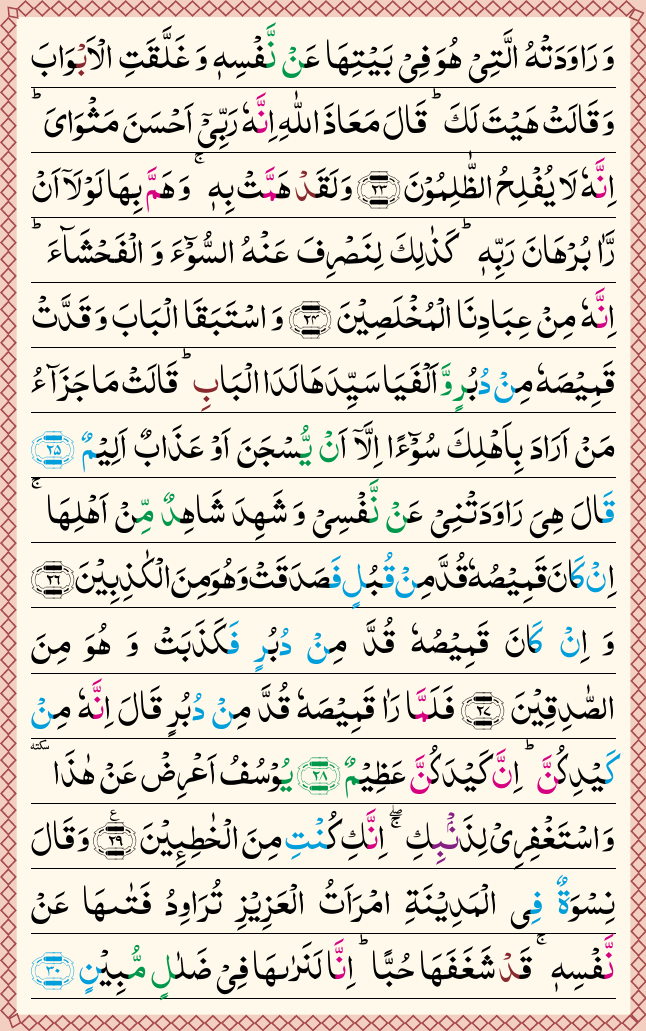 وَ رَاوَدَتْهُ الَّتِیْ هُوَ فِیْ بَیْتِهَا عَنْ نَّفْسِهٖ وَ غَلَّقَتِ الْاَبْوَابَ
وَ قَالَتْ هَیْتَ لَكَ ؕ قَالَ مَعَاذَ اللّٰهِ اِنَّهٗ رَبِّیْۤ اَحْسَنَ مَثْوَایَ ؕ
اِنَّهٗ لَا یُفْلِحُ الظّٰلِمُوْنَ ۟۲۳ وَ لَقَدْ هَمَّتْ بِهٖ ۚ وَ هَمَّ بِهَا لَوْلَاۤ اَنْ
رَّاٰ بُرْهَانَ رَبِّهٖ ؕ كَذٰلِكَ لِنَصْرِفَ عَنْهُ السُّوْٓءَ وَ الْفَحْشَآءَ ؕ
اِنَّهٗ مِنْ عِبَادِنَا الْمُخْلَصِیْنَ ۟۲۴ وَ اسْتَبَقَا الْبَابَ وَ قَدَّتْ
قَمِیْصَهٗ مِنْ دُبُرٍ وَّ اَلْفَیَا سَیِّدَهَا لَدَا الْبَابِ ؕ قَالَتْ مَا جَزَآءُ
مَنْ اَرَادَ بِاَهْلِكَ سُوْٓءًا اِلَّاۤ اَنْ یُّسْجَنَ اَوْ عَذَابٌ اَلِیْمٌ ۟۲۵
قَالَ هِیَ رَاوَدَتْنِیْ عَنْ نَّفْسِیْ وَ شَهِدَ شَاهِدٌ مِّنْ اَهْلِهَا ۚ
اِنْ كَانَ قَمِیْصُهٗ قُدَّ مِنْ قُبُلٍ فَصَدَقَتْ وَ هُوَ مِنَ الْكٰذِبِیْنَ ۟۲۶
وَ اِنْ كَانَ قَمِیْصُهٗ قُدَّ مِنْ دُبُرٍ فَكَذَبَتْ وَ هُوَ مِنَ
الصّٰدِقِیْنَ ۟۲۷ فَلَمَّا رَاٰ قَمِیْصَهٗ قُدَّ مِنْ دُبُرٍ قَالَ اِنَّهٗ مِنْ
كَیْدِكُنَّ ؕ اِنَّ كَیْدَكُنَّ عَظِیْمٌ ۟۲۸ یُوْسُفُ اَعْرِضْ عَنْ هٰذَا سكتة
وَ اسْتَغْفِرِیْ لِذَنْۢبِكِ ۖۚ اِنَّكِ كُنْتِ مِنَ الْخٰطِـِٕیْنَ ۟۲۹ ع وَ قَالَ
نِسْوَةٌ فِی الْمَدِیْنَةِ امْرَاَتُ الْعَزِیْزِ تُرَاوِدُ فَتٰىهَا عَنْ
نَّفْسِهٖ ۚ قَدْ شَغَفَهَا حُبًّا ؕ اِنَّا لَنَرٰىهَا فِیْ ضَلٰلٍ مُّبِیْنٍ ۟۳۰